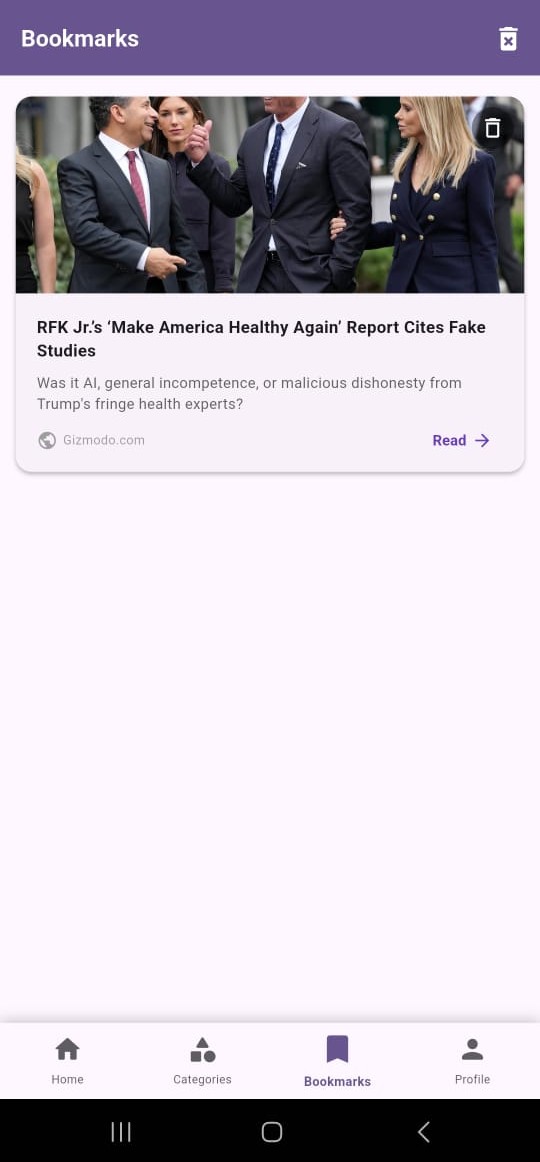 Bookmarks
RFK Jr.’s ‘Make America Healthy Again’ Report Cites Fake
Studies
Was it AI, general incompetence, or malicious dishonesty from
Trump's fringe health experts?
Gizmodo.com
Read
Home
Categories
Bookmarks
Profile